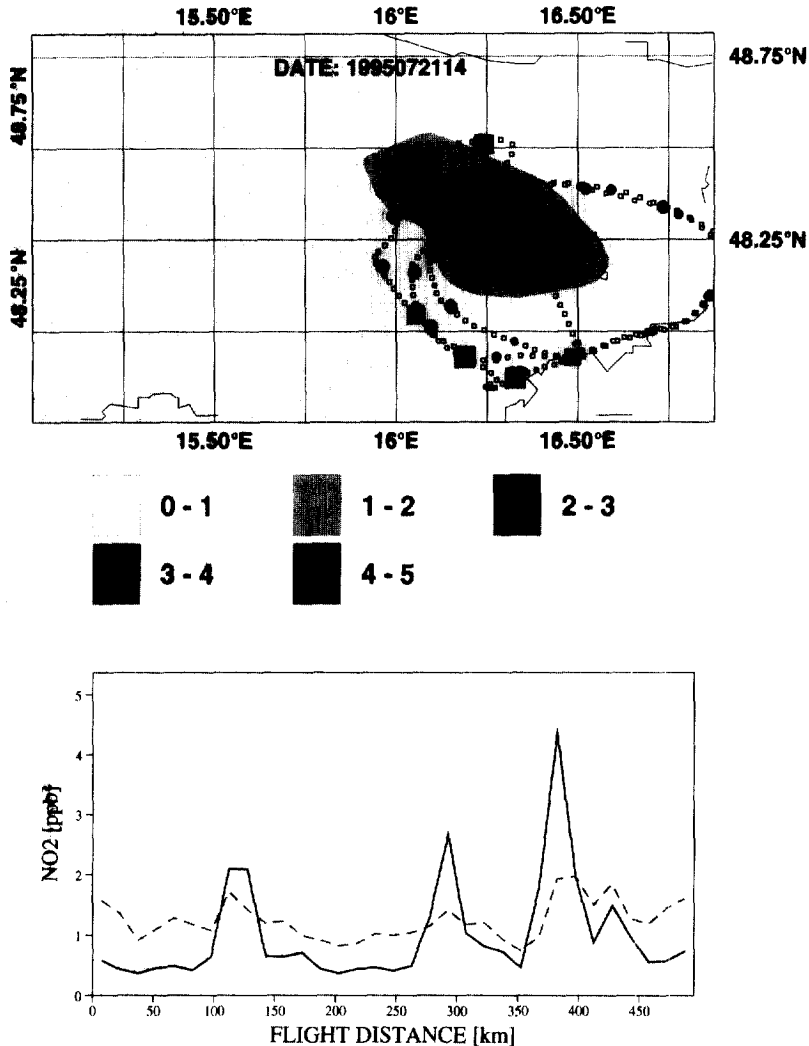 15.50°E 16°E 16.50°E
48.75°N
DATE: 1995072114
48.75°N
48.25°N
48.25°N
15.50°E 16°E 16.50°E
0 - 1 1 - 2 2 - 3
3 - 4 4 - 5
5
4
3
2
1
0
NO2 [ppb]
0 50 100 150 200 250 300 350 400 450
FLIGHT DISTANCE [km]